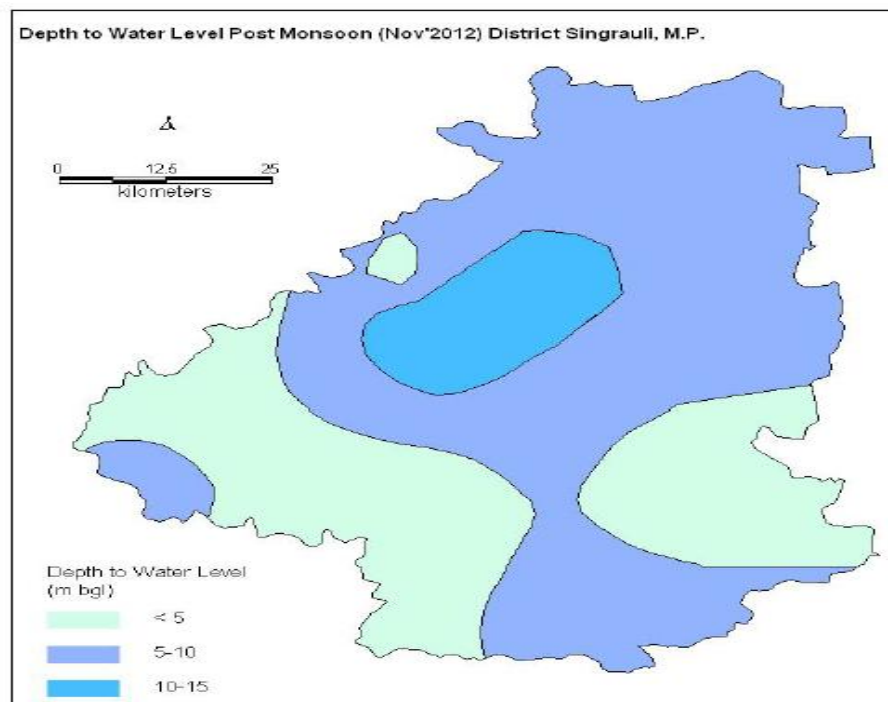 Depth to Water Level Post Monsoon (Nov'2012) District Singrauli, M.P.
0 12.5 25
kilometers
Depth to Water Level
(m bgl)
< 5
5-10
10-15